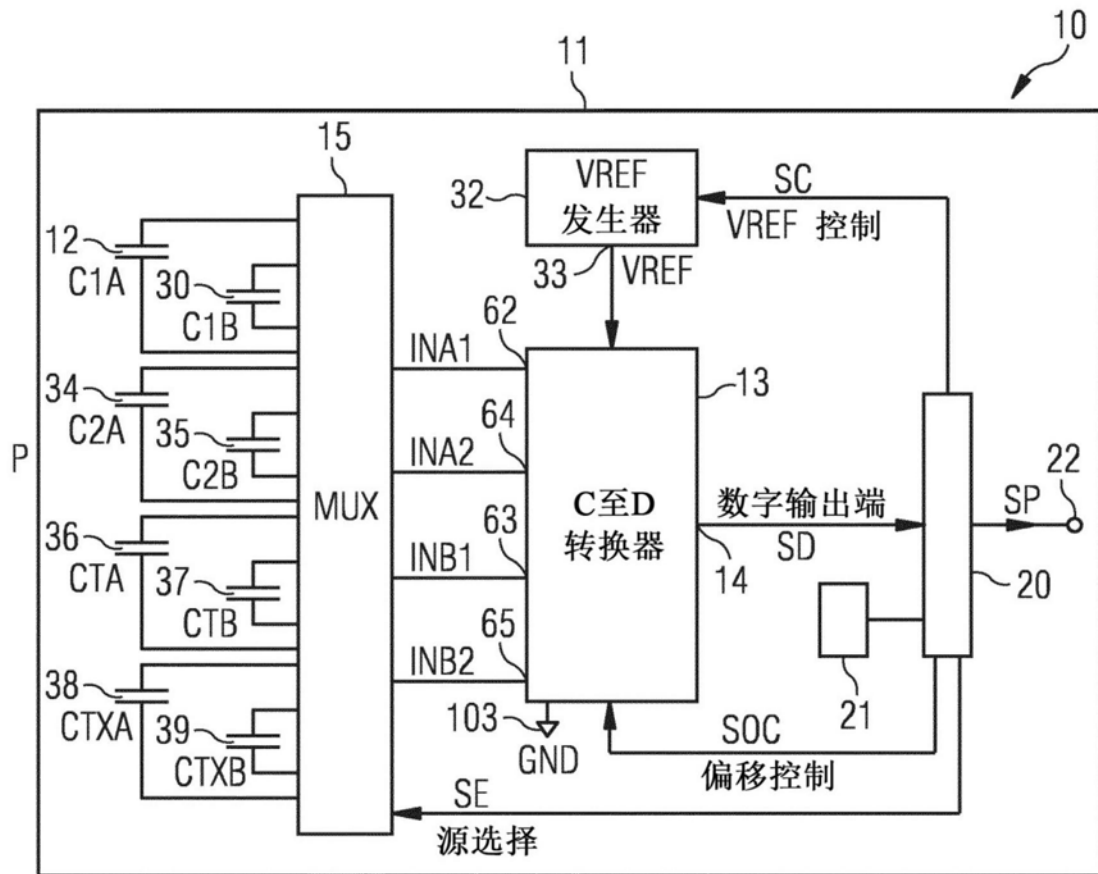 10
11
15
32
VREF
发生器
SC
VREF 控制
33
VREF
12
C1A
30
C1B
INA1
62
13
34
C2A
35
C2B
INA2
64
P
MUX
C至D
转换器
数字输出端
SD
14
SP
22
20
36
CTA
37
CTB
INB1
63
21
38
CTXA
39
CTXB
INB2
65
103
GND
SOC
偏移控制
SE
源选择